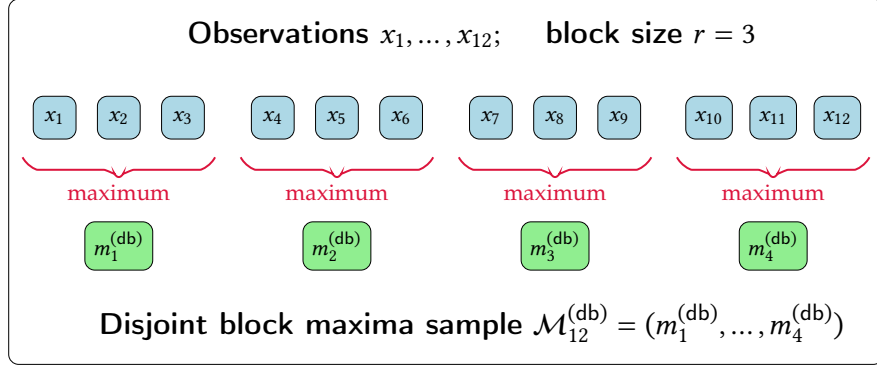 Observations x₁, ..., x₁₂; block size r = 3
x₁ x₂ x₃ x₄ x₅ x₆ x₇ x₈ x₉ x₁₀ x₁₁ x₁₂
maximum maximum maximum maximum
m₁^(db) m₂^(db) m₃^(db) m₄^(db)
Disjoint block maxima sample ℳ₁₂^(db) = (m₁^(db), ..., m₄^(db))